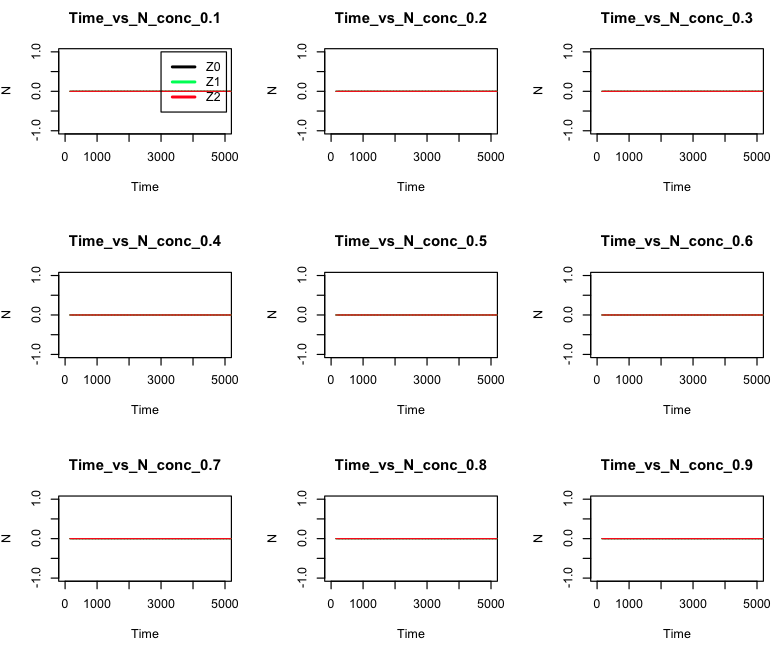 Time_vs_N_conc_0.1
N
1.0
0.0
-1.0
Z0
Z1
Z2
0 1000 3000 5000
Time
Time_vs_N_conc_0.2
N
1.0
0.0
-1.0
0 1000 3000 5000
Time
Time_vs_N_conc_0.3
N
1.0
0.0
-1.0
0 1000 3000 5000
Time
Time_vs_N_conc_0.4
N
1.0
0.0
-1.0
0 1000 3000 5000
Time
Time_vs_N_conc_0.5
N
1.0
0.0
-1.0
0 1000 3000 5000
Time
Time_vs_N_conc_0.6
N
1.0
0.0
-1.0
0 1000 3000 5000
Time
Time_vs_N_conc_0.7
N
1.0
0.0
-1.0
0 1000 3000 5000
Time
Time_vs_N_conc_0.8
N
1.0
0.0
-1.0
0 1000 3000 5000
Time
Time_vs_N_conc_0.9
N
1.0
0.0
-1.0
0 1000 3000 5000
Time